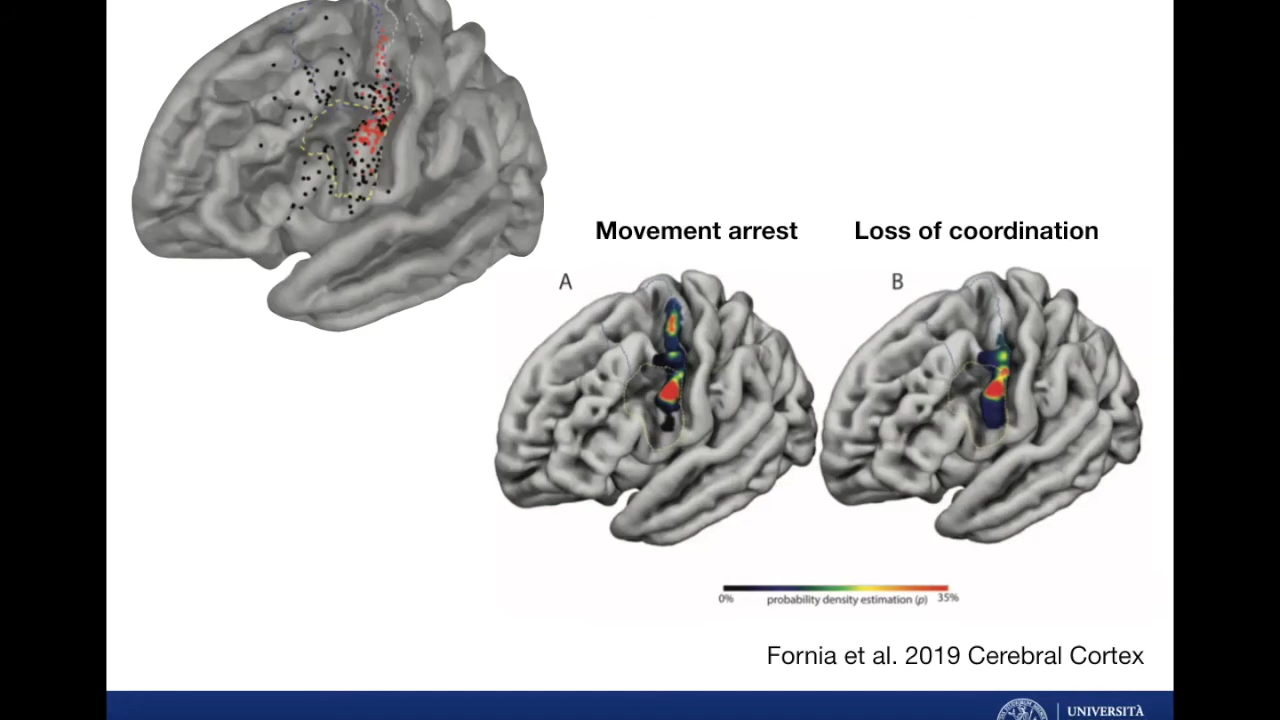 Movement arrest
Loss of coordination
A
B
0%
probability density estimation (p)
35%
Fornia et al. 2019 Cerebral Cortex
UNIVERSITÀ